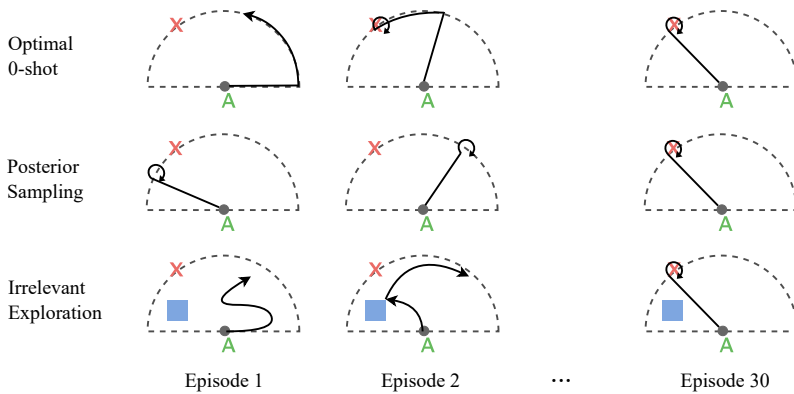 Optimal
0-shot
X
A
X
A
X
A
Posterior
Sampling
X
A
X
A
X
A
Irrelevant
Exploration
X
A
X
A
X
A
Episode 1
Episode 2
...
Episode 30